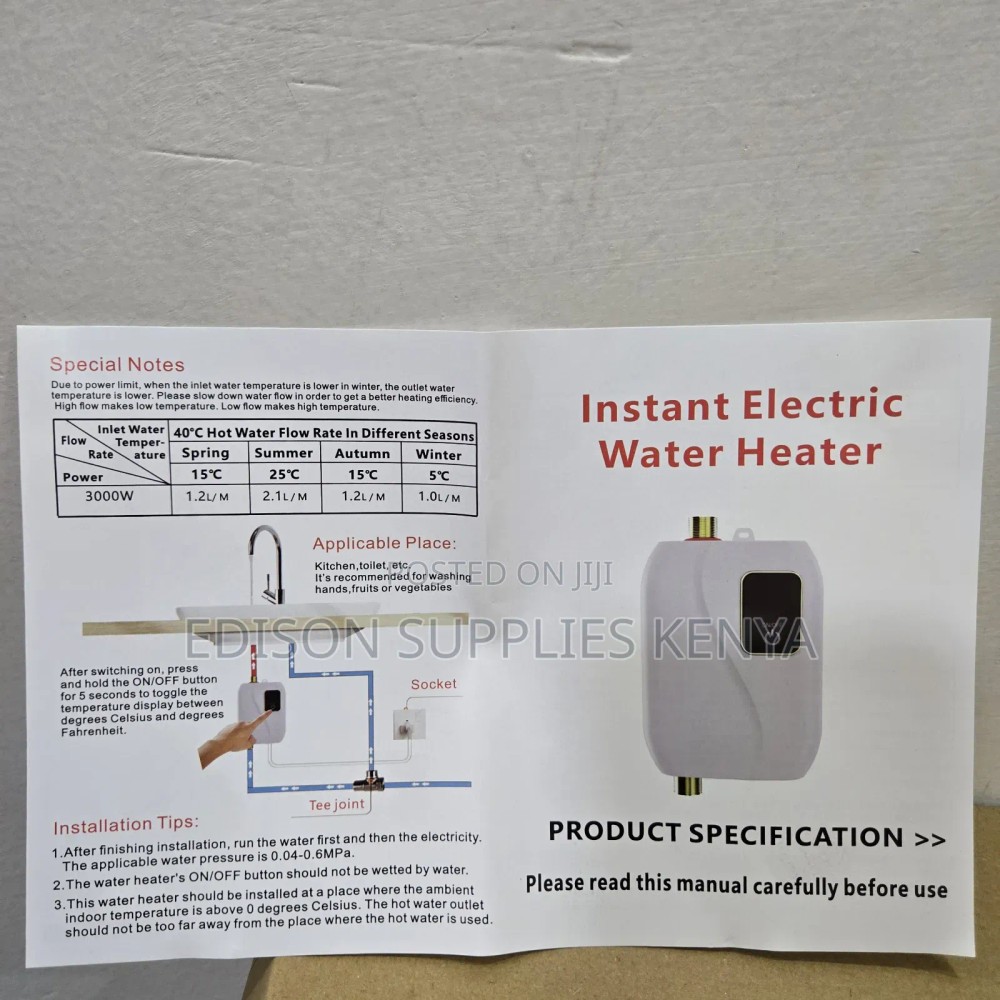 Special Notes
Due to power limit, when the inlet water temperature is lower in winter, the outlet water
temperature is lower. Please slow down water flow in order to get a better heating efficiency.
High flow makes low temperature. Low flow makes high temperature.
Flow Rate
Inlet Water Temper-ature
Power
40℃ Hot Water Flow Rate In Different Seasons
Spring Summer Autumn Winter
15℃ 25℃ 15℃ 5℃
3000W 1.2L/M 2.1L/M 1.2L/M 1.0L/M
Applicable Place:
Kitchen,toilet, etc.
It's recommended for washing
hands,fruits or vegetables
After switching on, press
and hold the ON/OFF button
for 5 seconds to toggle the
temperature display between
degrees Celsius and degrees
Fahrenheit.
Socket
Tee joint
Installation Tips:
1.After finishing installation, run the water first and then the electricity.
The applicable water pressure is 0.04-0.6MPa.
2.The water heater's ON/OFF button should not be wetted by water.
3.This water heater should be installed at a place where the ambient
indoor temperature is above 0 degrees Celsius. The hot water outlet
should not be too far away from the place where the hot water is used.
Instant Electric
Water Heater
PRODUCT SPECIFICATION >>
Please read this manual carefully before use
POSTED ON JIJI
EDISON SUPPLIES KENYA